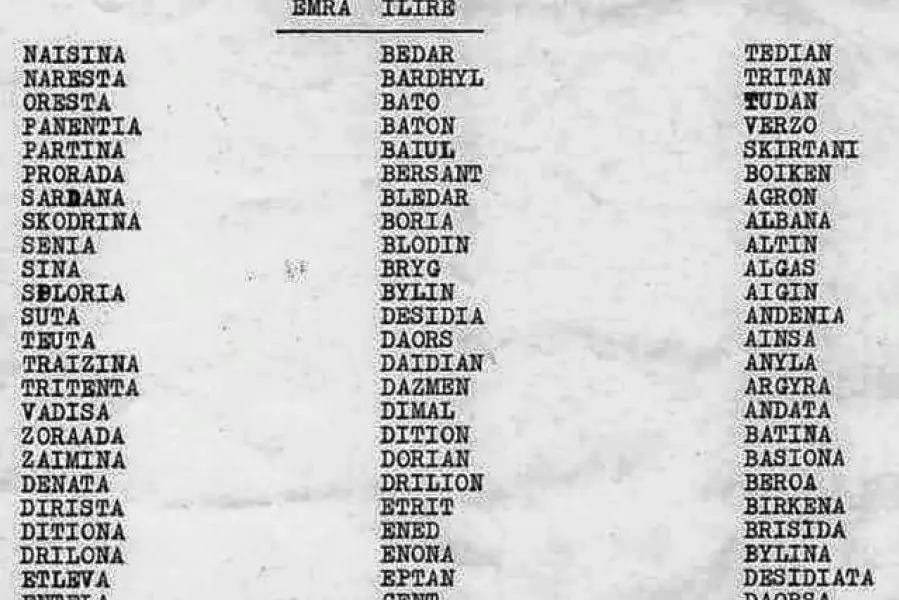 EMRA ILIRE
NAISINA
NARESTA
ORESTA
PANENTIA
PARTINA
PRORADA
SARDANA
SKODRINA
SENIA
SINA
SUTA
TEUTA
TRAIZINA
TRITENTA
VADISA
ZORAADA
ZAIMINA
DENATA
DIRISTA
DITIONA
DRILONA
ETLEVA
BEDAR
BARDHYL
BATO
BATON
BAIUL
BERSANT
BLEDAR
BORIA
BLODIN
BRYG
BYLIN
DESIDIA
DAORS
DAIDIAN
DAZMEN
DIMAL
DITION
DORIAN
DRILION
ETRIT
ENED
ENONA
EPTAN
GENT
TEDIAN
TRITAN
TUDAN
VERZO
SKIRTANI
BOIKEN
AGRON
ALBANA
ALTIN
ALGAS
AIGIN
ANDENIA
AINSA
ANYLA
ARGYRA
ANDATA
BATINA
BASIONA
BEROA
BIRKENA
BRISIDA
BYLINA
DESIDIATA
DAORSA